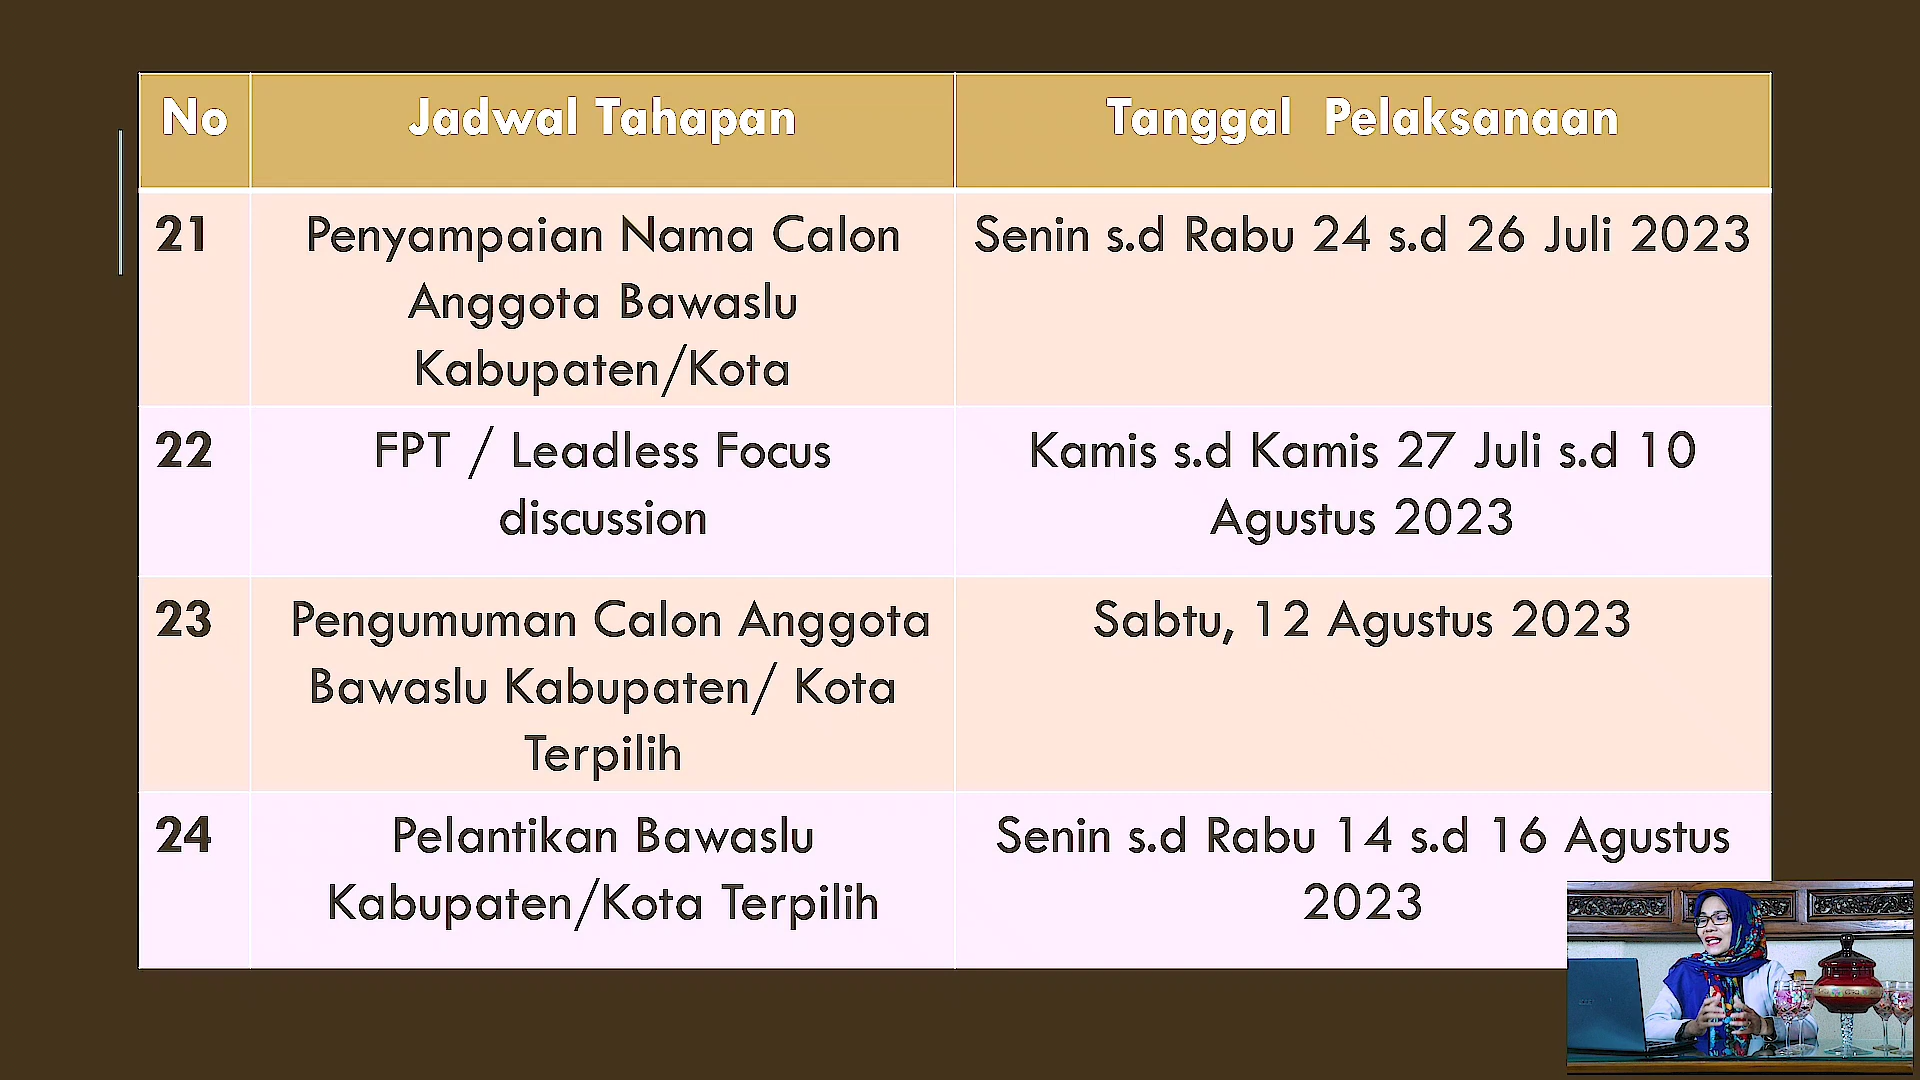 No Jadwal Tahapan Tanggal Pelaksanaan
21 Penyampaian Nama Calon Senin s.d Rabu 24 s.d 26 Juli 2023
Anggota Bawaslu
Kabupaten/Kota
22 FPT / Leadless Focus Kamis s.d Kamis 27 Juli s.d 10
discussion Agustus 2023
23 Pengumuman Calon Anggota Sabtu, 12 Agustus 2023
Bawaslu Kabupaten/ Kota
Terpilih
24 Pelantikan Bawaslu Senin s.d Rabu 14 s.d 16 Agustus
Kabupaten/Kota Terpilih 2023